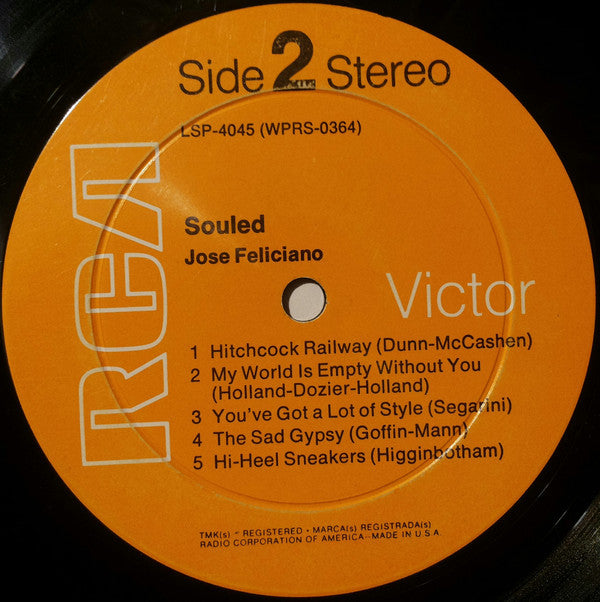 Side 2 Stereo
LSP-4045 (WPRS-0364)
RCA
Souled
Jose Feliciano
Victor
1 Hitchcock Railway (Dunn-McCashen)
2 My World Is Empty Without You
(Holland-Dozier-Holland)
3 You've Got a Lot of Style (Segarini)
4 The Sad Gypsy (Goffin-Mann)
5 Hi-Heel Sneakers (Higginbotham)
TMK(s) ® REGISTERED • MARCA(s) REGISTRADA(s)
RADIO CORPORATION OF AMERICA—MADE IN U.S.A.